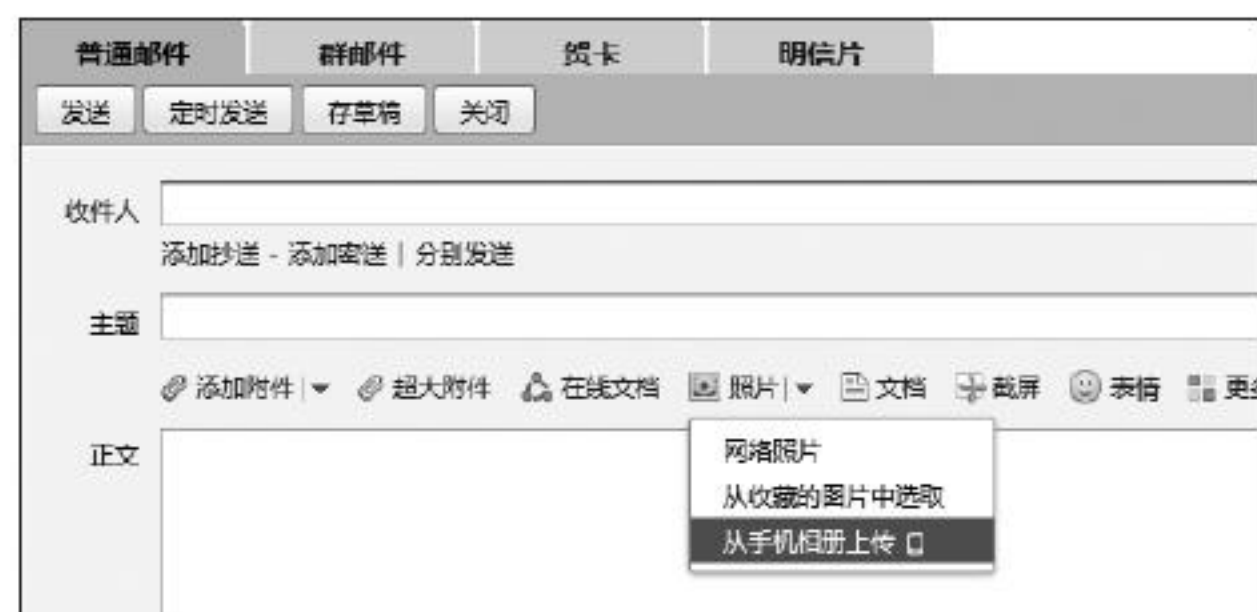 普通邮件 群邮件 贺卡 明信片
发送 定时发送 存草稿 关闭
收件人
添加抄送 - 添加密送 | 分别发送
主题
添加附件 | 超大附件 在线文档 照片 | 文档 截屏 表情
正文
网络照片
从收藏的图片中选取
从手机相册上传